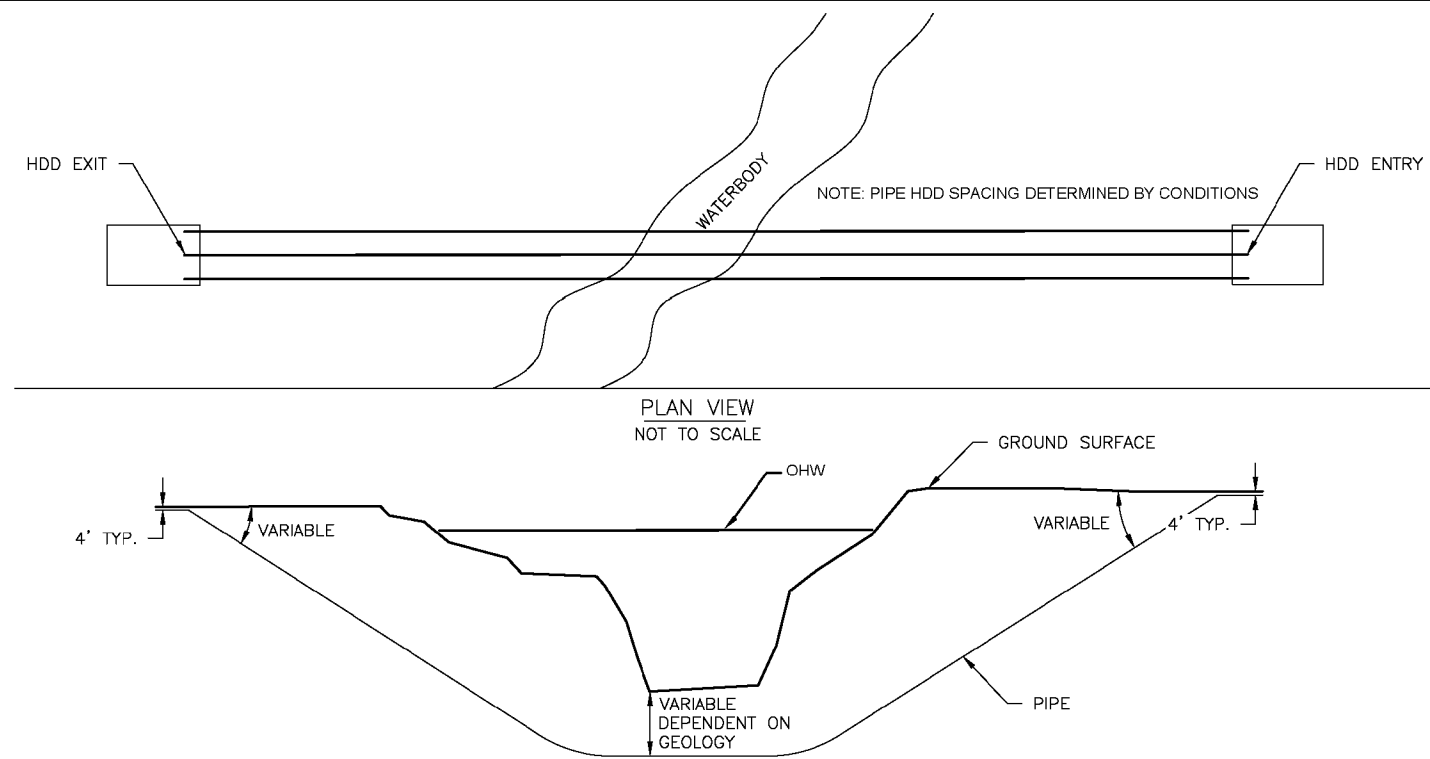 HDD EXIT
WATERBODY
HDD ENTRY
NOTE: PIPE HDD SPACING DETERMINED BY CONDITIONS
PLAN VIEW
NOT TO SCALE
GROUND SURFACE
OHW
4' TYP.
VARIABLE
VARIABLE
4' TYP.
VARIABLE
DEPENDENT ON
GEOLOGY
PIPE